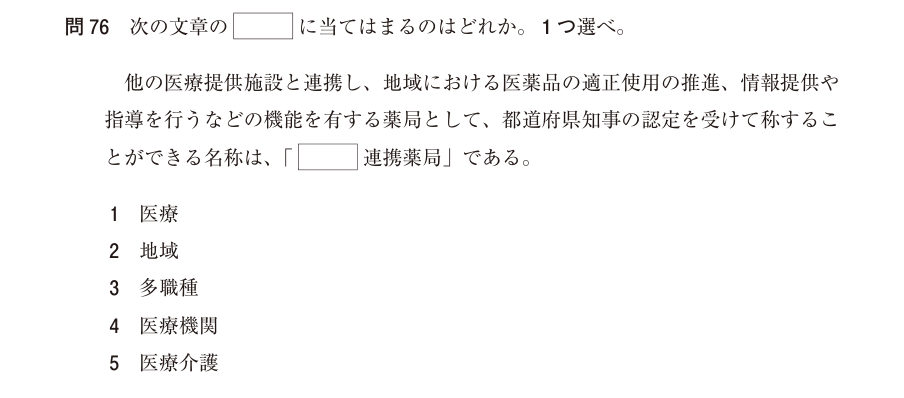 問 76 次の文章の に当てはまるのはどれか。1つ選べ。
他の医療提供施設と連携し、地域における医薬品の適正使用の推進、情報提供や
指導を行うなどの機能を有する薬局として、都道府県知事の認定を受けて称するこ
とができる名称は、「 連携薬局」である。
1 医療
2 地域
3 多職種
4 医療機関
5 医療介護